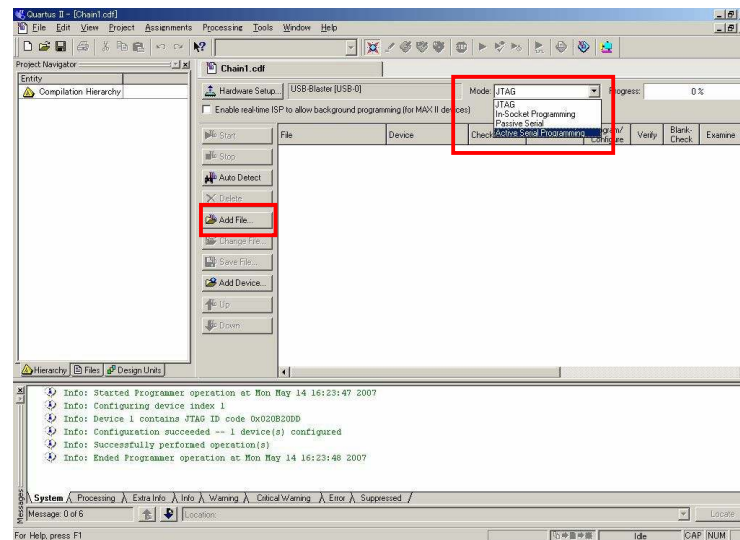 Quartus II - [Chain1.cdf]
File Edit View Project Assignments Processing Tools Window Help
Project Navigator
Entity
Compilation Hierarchy
Hierarchy Files Design Units
Chain1.cdf
Hardware Setup... USB-Blaster [USB-0] Mode: JTAG Progress: 0 %
JTAG
In-Socket Programming
Passive Serial
Active Serial Programming
Enable real-time ISP to allow background programming (for MAX II devices)
Start
Stop
Auto Detect
Delete
Add File...
Change File...
Save File...
Add Device...
Up
Down
File Device Check Configure Verify Blank-Check Examine
Info: Started Programmer operation at Mon May 14 16:23:47 2007
Info: Configuring device index 1
Info: Device 1 contains JTAG ID code 0x020B20DD
Info: Configuration succeeded -- 1 device(s) configured
Info: Successfully performed operation(s)
Info: Ended Programmer operation at Mon May 14 16:23:48 2007
Messages
System Processing Extra Info Info Warning Critical Warning Error Suppressed
Message: 0 of 6 Location: Locate
For Help, press F1 Idle CAP NUM